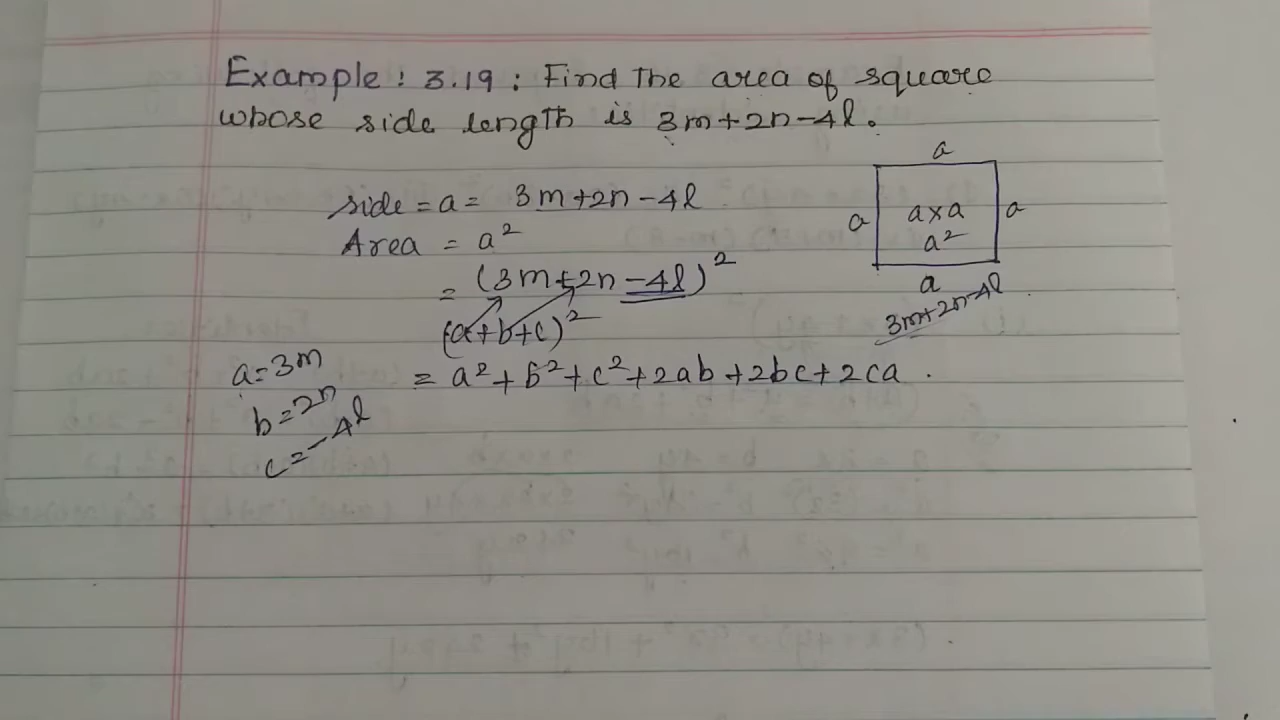 Example : 3.19 : Find The area of square
whose side length is 3m+2n-4l.
side = a = 3m+2n-4l
Area = a²
= (3m+2n-4l)²
(a+b+c)²
= a²+b²+c²+2ab+2bc+2ca .
a=3m
b=2n
c=-4l
a
a
a×a
a
a²
a
3m+2n-4l